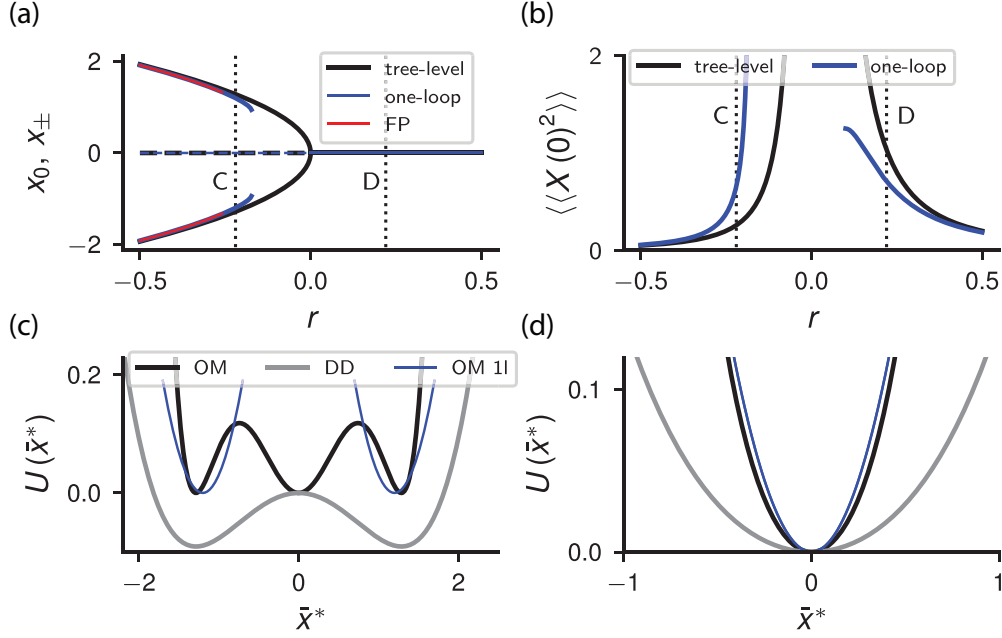 (a)
x₀, x±
2
0
−2
−0.5
0.0
0.5
r
tree-level
one-loop
FP
C
D
(b)
⟨⟨X (0)²⟩⟩
2
0
−0.5
0.0
0.5
r
tree-level
one-loop
C
D
(c)
U (x̄*)
0.2
0.0
−2
0
2
x̄*
OM
DD
OM 1l
(d)
U (x̄*)
0.1
0.0
−1
0
1
x̄*